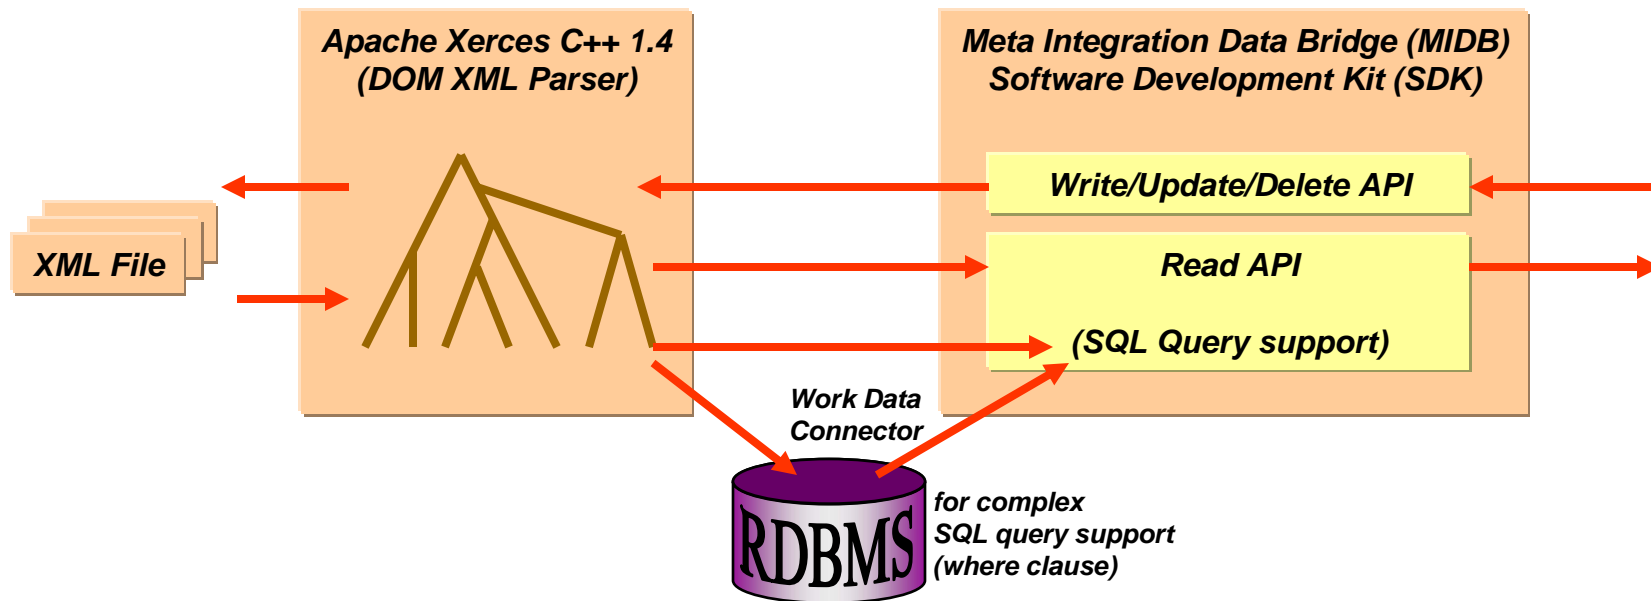 Apache Xerces C++ 1.4
(DOM XML Parser)
Meta Integration Data Bridge (MIDB)
Software Development Kit (SDK)
Write/Update/Delete API
XML File
Read API
(SQL Query support)
Work Data
Connector
RDBMS
for complex
SQL query support
(where clause)